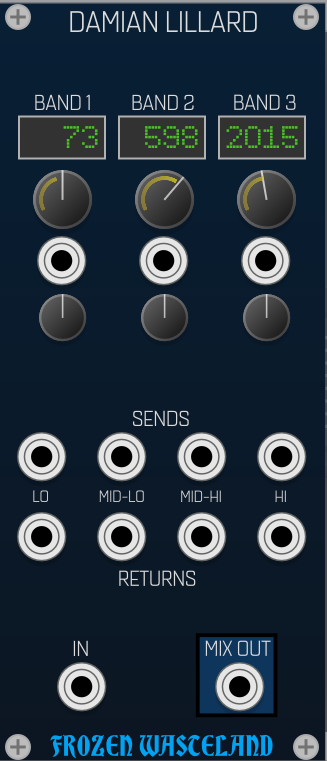 DAMIAN LILLARD
BAND 1 BAND 2 BAND 3
73 598 2015
SENDS
LO MID-LO MID-HI HI
RETURNS
IN MIX OUT
FROZEN WASTELAND